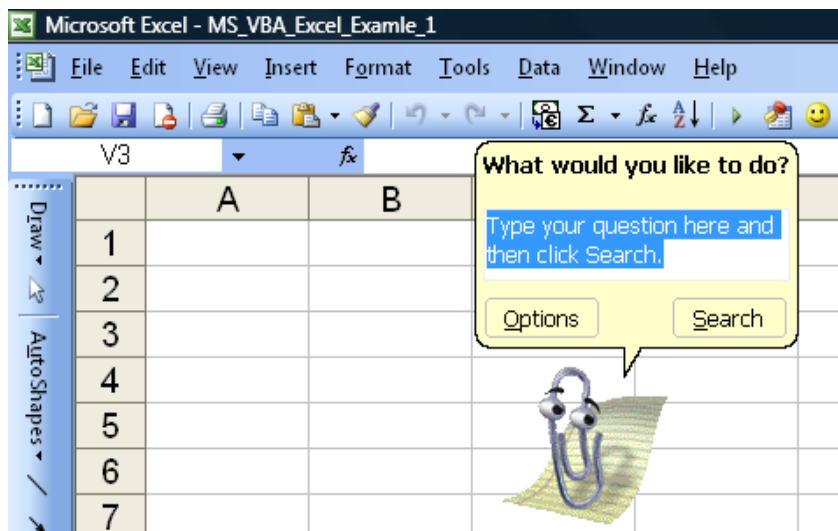 Microsoft Excel - MS_VBA_Excel_Examle_1
File Edit View Insert Format Tools Data Window Help
V3 fx
What would you like to do?
Type your question here and
then click Search.
Options Search
A B
1
2
3
4
5
6
7
Draw
AutoShapes